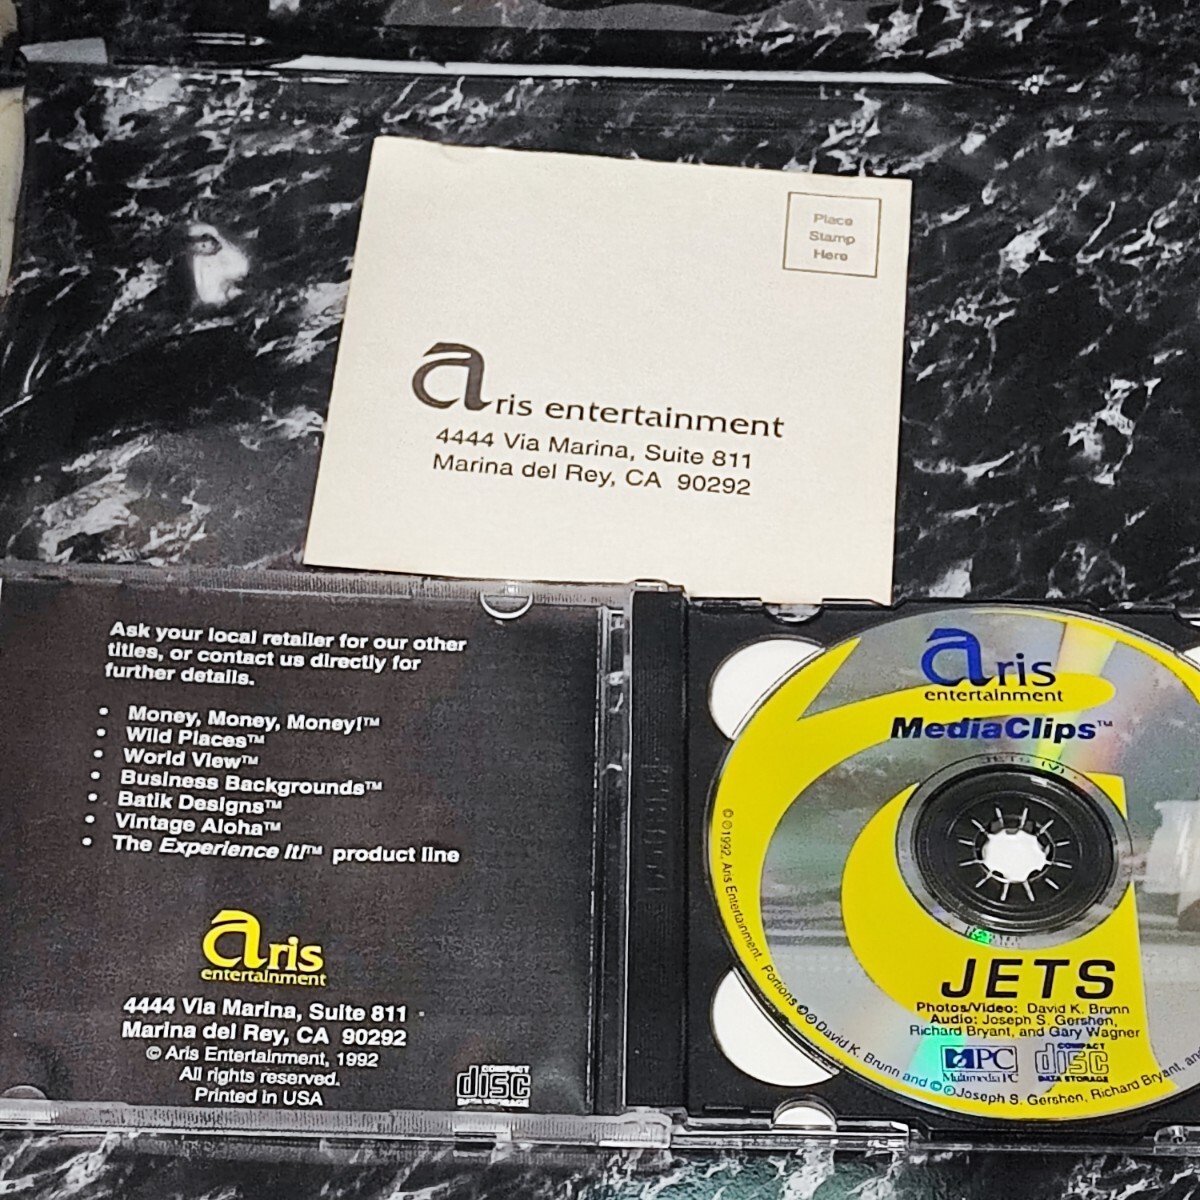 Place
Stamp
Here
aris entertainment
4444 Via Marina, Suite 811
Marina del Rey, CA 90292
Ask your local retailer for our other
titles, or contact us directly for
further details.
• Money, Money, Money!™
• Wild Places™
• World View™
• Business Backgrounds™
• Batik Designs™
• Vintage Aloha™
• The Experience It!™ product line
aris
entertainment
4444 Via Marina, Suite 811
Marina del Rey, CA 90292
© Aris Entertainment, 1992
All rights reserved.
Printed in USA
COMPACT
disc
DATA STORAGE
aris
entertainment
MediaClips™
JETS
Photos/Video: David K. Brunn
Audio: Joseph S. Gershen,
Richard Bryant, and Gary Wagner
MPC
Multimedia PC
COMPACT
disc
DATA STORAGE
©℗1992, Aris Entertainment. Portions ©℗David K. Brunn and ©℗Joseph S. Gershen, Richard Bryant, and